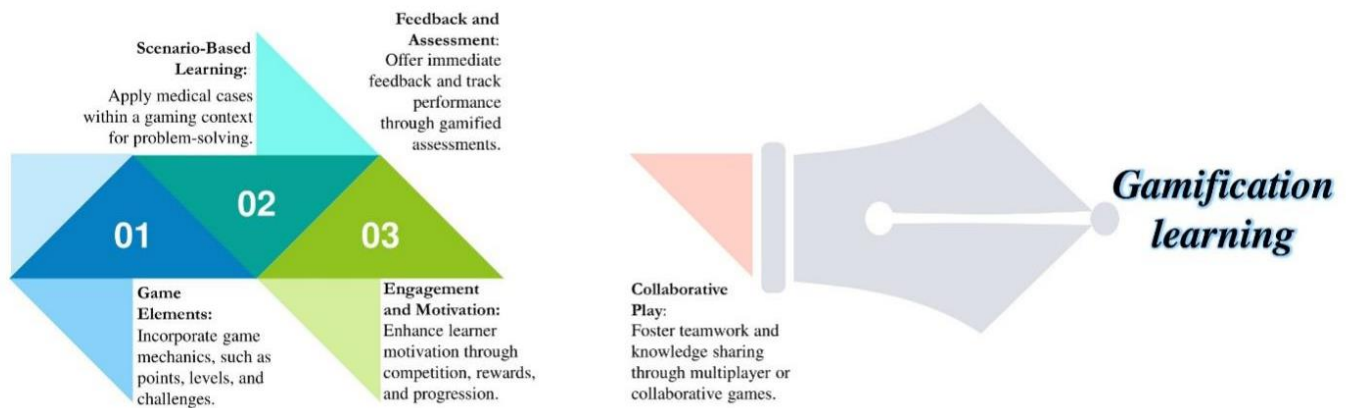 Scenario-Based
Learning:
Apply medical cases
within a gaming context
for problem-solving.
Feedback and
Assessment:
Offer immediate
feedback and track
performance
through gamified
assessments.
01
02
03
Game
Elements:
Incorporate game
mechanics, such as
points, levels, and
challenges.
Engagement
and Motivation:
Enhance learner
motivation through
competition, rewards,
and progression.
Collaborative
Play:
Foster teamwork and
knowledge sharing
through multiplayer or
collaborative games.
Gamification
learning